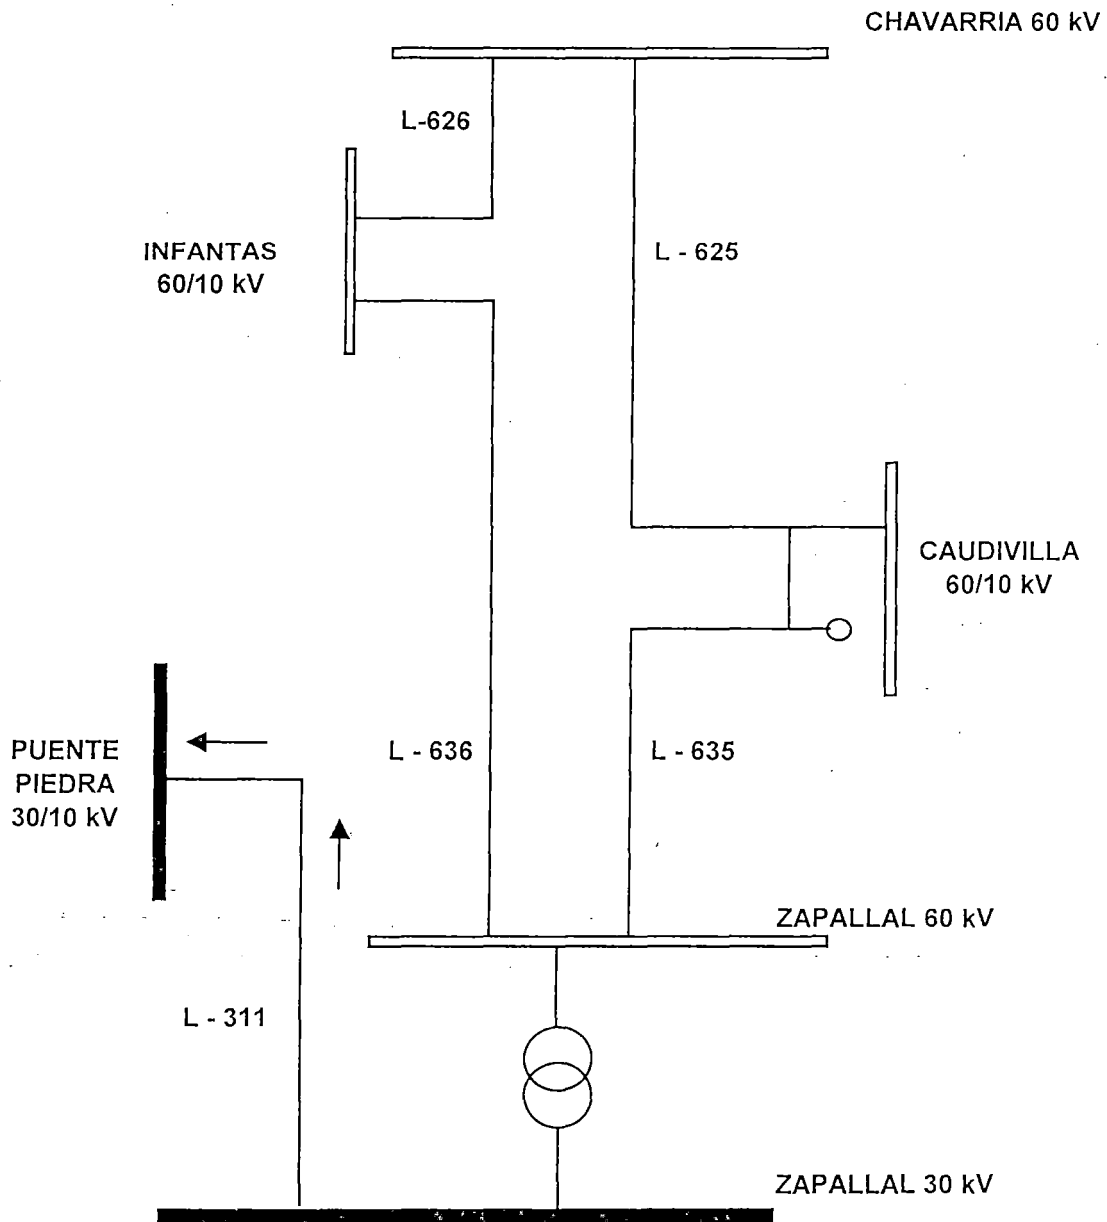 CHAVARRIA 60 kV
L-626
INFANTAS
60/10 kV
L - 625
CAUDIVILLA
60/10 kV
PUENTE
PIEDRA
30/10 kV
L - 636
L - 635
ZAPALLAL 60 kV
L - 311
ZAPALLAL 30 kV